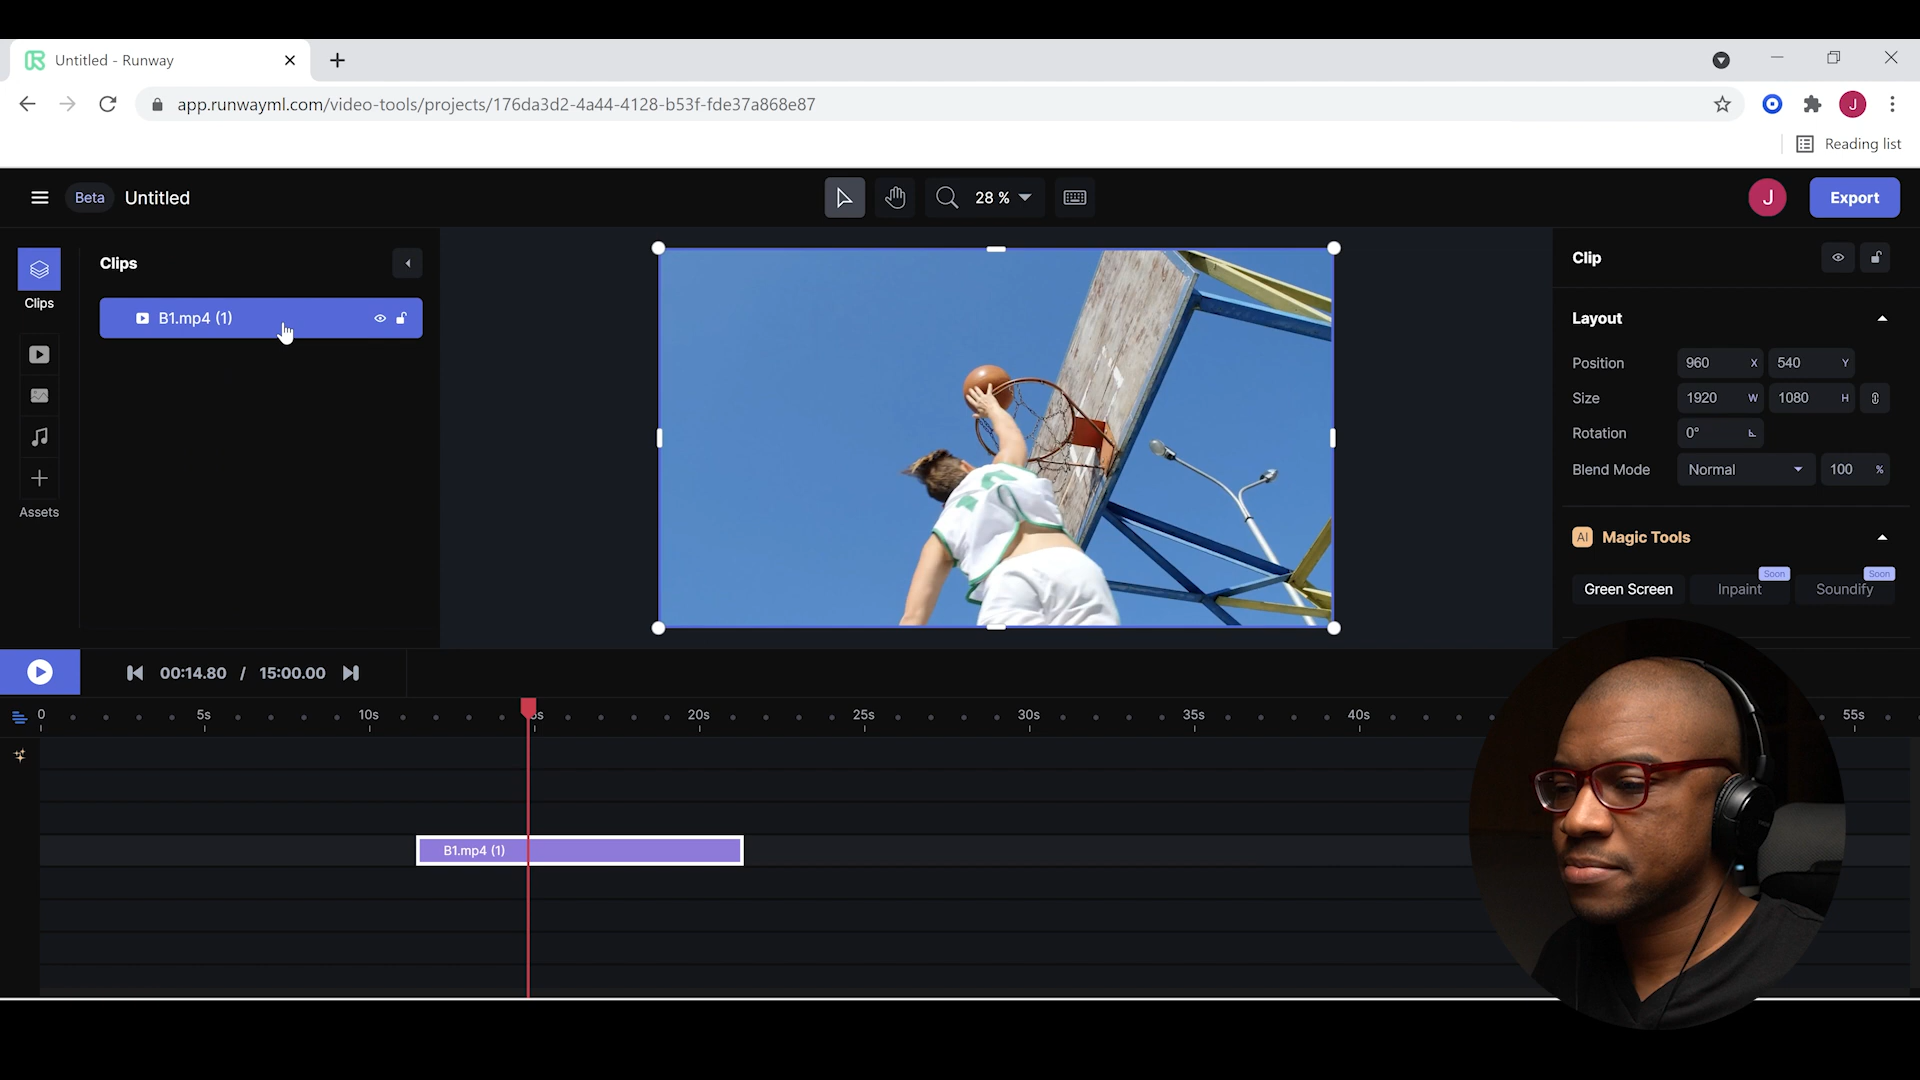 Untitled - Runway
app.runwayml.com/video-tools/projects/176da3d2-4a44-4128-b53f-fde37a868e87
J
Reading list
Beta
Untitled
28 %
J
Export
Clips
Clips
B1.mp4 (1)
Assets
Clip
Layout
Position 960 X 540 Y
Size 1920 W 1080 H
Rotation 0°
Blend Mode Normal 100 %
AI Magic Tools
Soon Soon
Green Screen Inpaint Soundify
00:14.80 / 15:00.00
0 5s 10s 20s 25s 30s 35s 40s 55s
B1.mp4 (1)